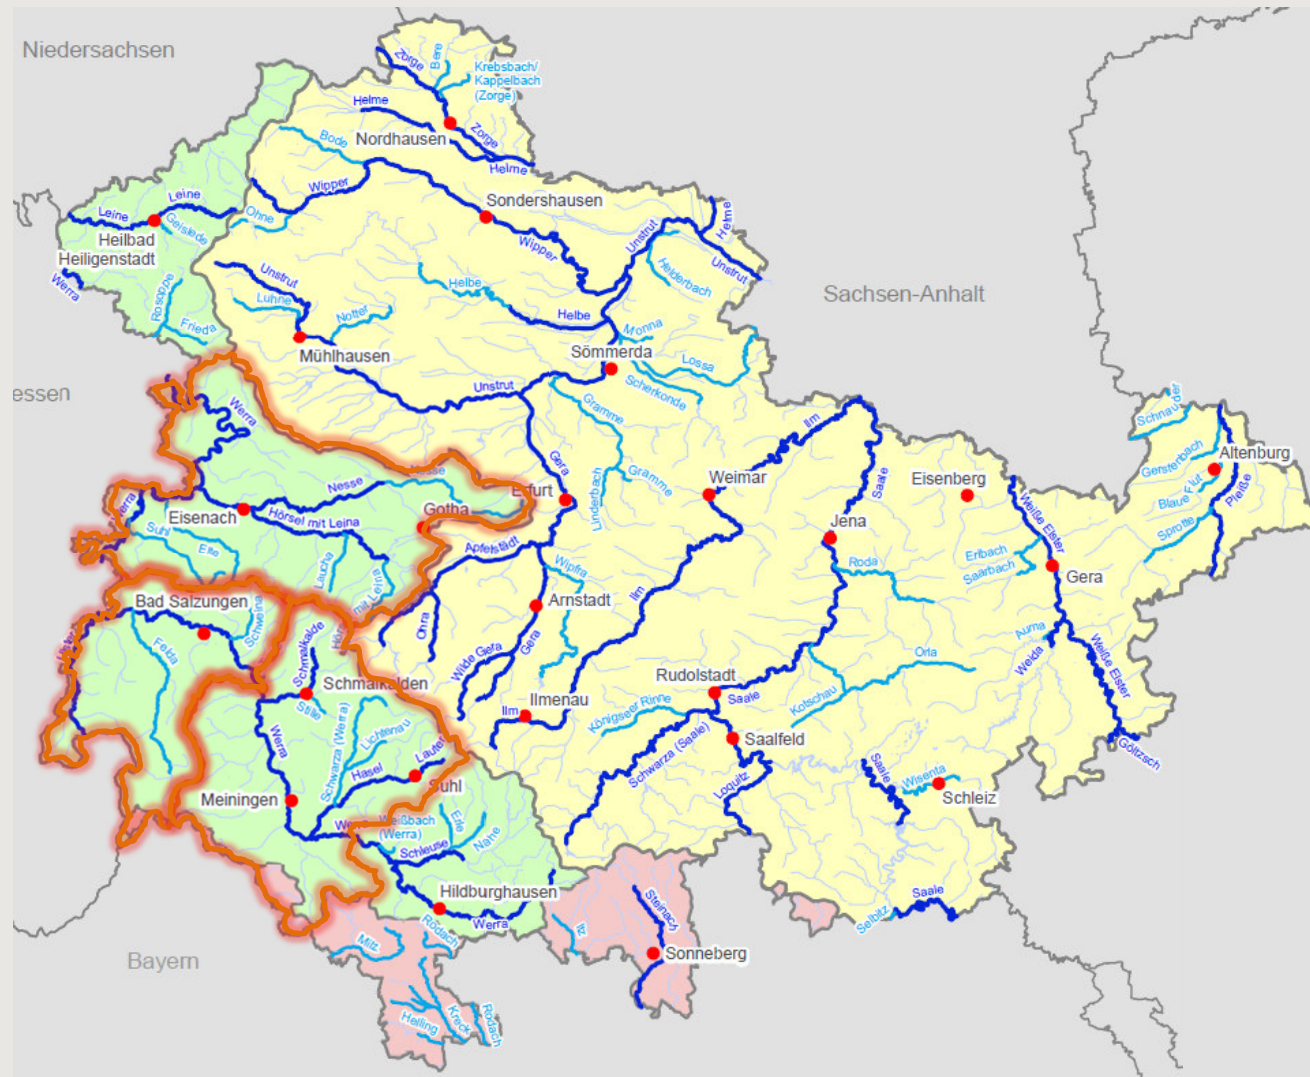 Niedersachsen
Zorge
Bere
Krebsbach/
Kappelbach
(Zorge)
Helme
Nordhausen
Zorge
Helme
Bode
Wipper
Sondershausen
Wipper
Leine
Leine
Geislede
Ohne
Heilbad
Heiligenstadt
Werra
Rosoppe
Frieda
Unstrut
Luhne
Notter
Mühlhausen
Helbe
Helbe
Unstrut
Helme
Unstrut
Helderbach
Sachsen-Anhalt
Monna
Sömmerda
Lossa
Scherkonde
Unstrut
Gramme
Gramme
Linderbach
essen
Werra
Nesse
Nesse
Gera
Erfurt
Gotha
Eisenach
Hörsel mit Leina
Werra
Suhl
Elte
Laucha
mit Leina
Apfelstädt
Ohra
Wipfra
Arnstadt
Wilde Gera
Gera
Ilm
Ilmenau
Ilm
Ilm
Weimar
Saale
Jena
Eisenberg
Roda
Weiße Elster
Erlbach
Saarbach
Gera
Schnauder
Gerstenbach
Altenburg
Blaue Flut
Pleiße
Sprotte
Auma
Weida
Weiße Elster
Göltzsch
Orla
Kotschau
Rudolstadt
Saale
Königseer Rinne
Schwarza (Saale)
Saalfeld
Loquitz
Saale
Wisenta
Schleiz
Selbitz
Saale
Bad Salzungen
Schweina
Felda
Schmalkalde
Schmalkalden
Stille
Werra
Schwarza (Werra)
Lichtenau
Lauter
Hasel
Suhl
Meiningen
Weißbach
(Werra)
Erle
Nahe
Schleuse
Hildburghausen
Werra
Rodach
Milz
Helling
Kreck
Rodach
Itz
Steinach
Sonneberg
Bayern